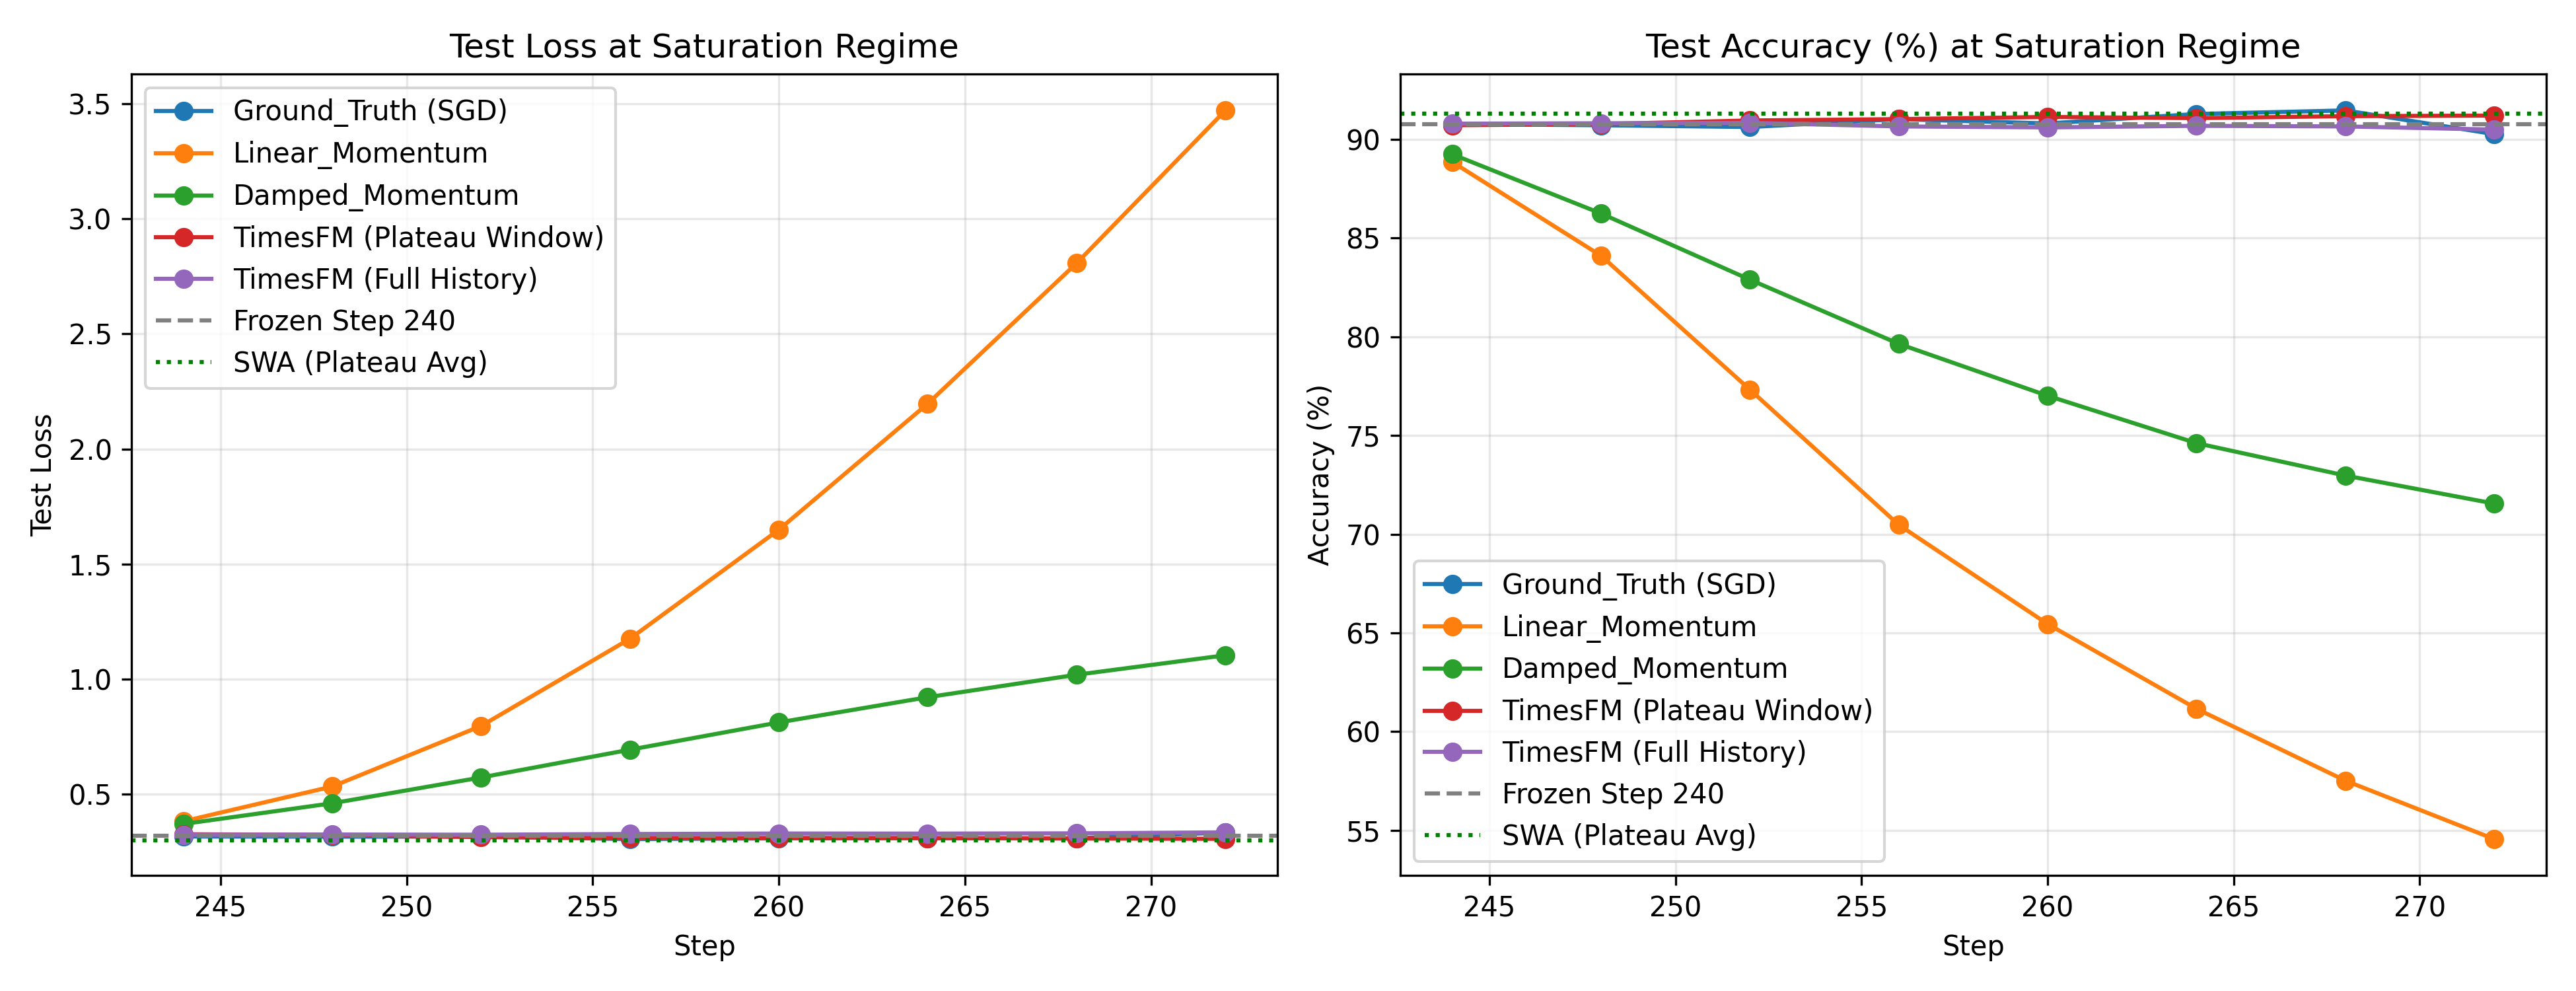 Test Loss at Saturation Regime
3.5
3.0
2.5
2.0
1.5
1.0
0.5
Test Loss
Ground_Truth (SGD)
Linear_Momentum
Damped_Momentum
TimesFM (Plateau Window)
TimesFM (Full History)
Frozen Step 240
SWA (Plateau Avg)
245 250 255 260 265 270
Step
Test Accuracy (%) at Saturation Regime
90
85
80
75
70
65
60
55
Accuracy (%)
Ground_Truth (SGD)
Linear_Momentum
Damped_Momentum
TimesFM (Plateau Window)
TimesFM (Full History)
Frozen Step 240
SWA (Plateau Avg)
245 250 255 260 265 270
Step